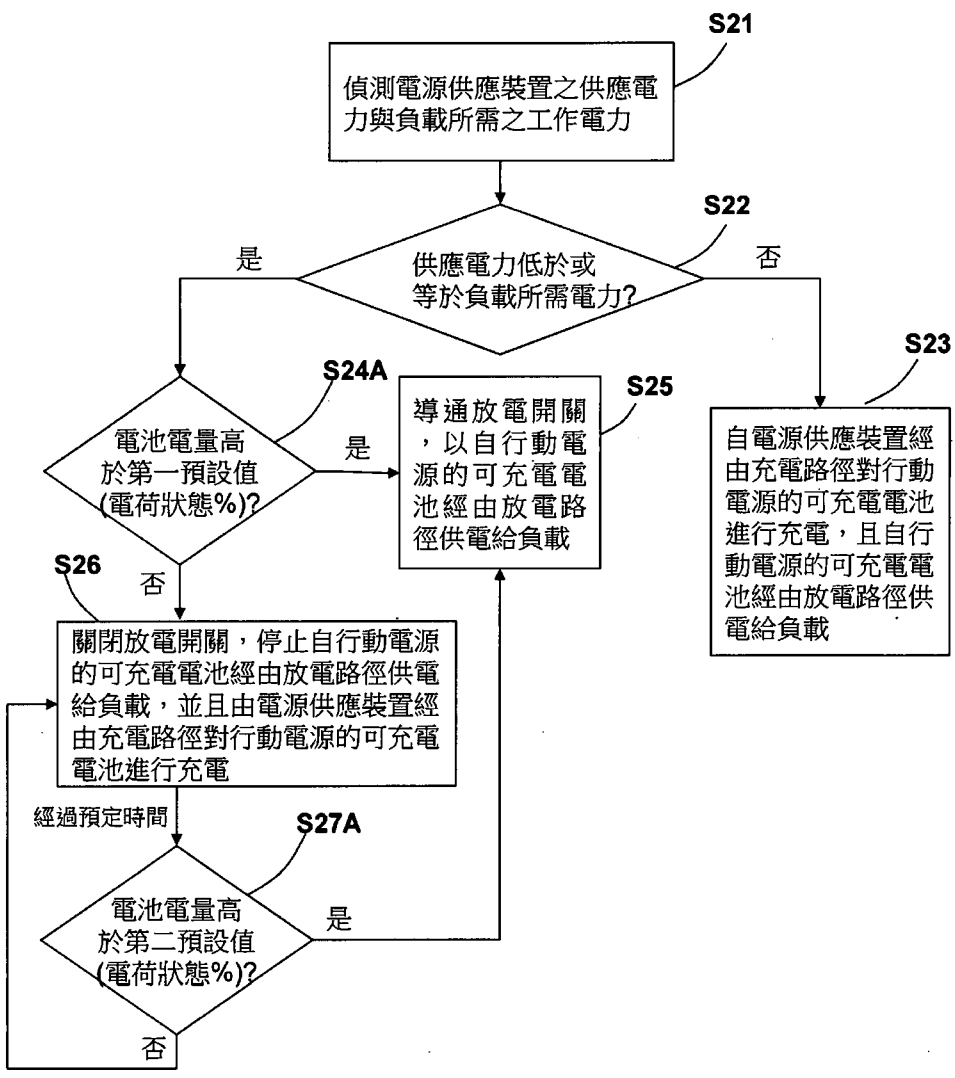 S21
偵測電源供應裝置之供應電
力與負載所需之工作電力
S22
供應電力低於或
等於負載所需電力?
是
否
S23
自電源供應裝置經
由充電路徑對行動
電源的可充電電池
進行充電，且自行
動電源的可充電電
池經由放電路徑供
電給負載
S24A
電池電量高
於第一預設值
(電荷狀態%)?
是
否
S25
導通放電開關
，以自行動電
源的可充電電
池經由放電路
徑供電給負載
S26
關閉放電開關，停止自行動電源
的可充電電池經由放電路徑供電
給負載，並且由電源供應裝置經
由充電路徑對行動電源的可充電
電池進行充電
經過預定時間
S27A
電池電量高
於第二預設值
(電荷狀態%)?
是
否